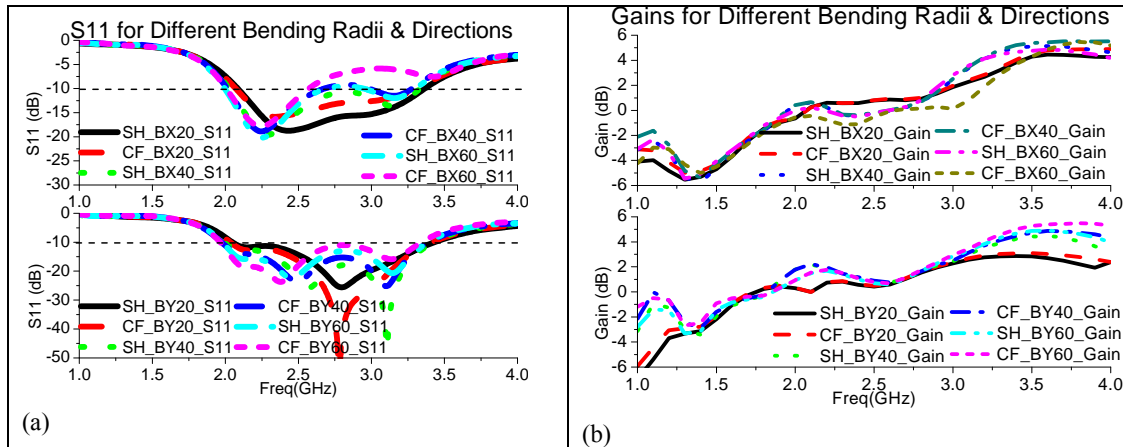 S11 for Different Bending Radii & Directions
0
-5
-10
-15
-20
-25
-30
S11 (dB)
SH_BX20_S11
CF_BX20_S11
SH_BX40_S11
CF_BX40_S11
SH_BX60_S11
CF_BX60_S11
1.0 1.5 2.0 2.5 3.0 3.5 4.0
0
-10
-20
-30
-40
-50
S11 (dB)
SH_BY20_S11
CF_BY20_S11
SH_BY40_S11
CF_BY40_S11
SH_BY60_S11
CF_BY60_S11
1.0 1.5 2.0 2.5 3.0 3.5 4.0
Freq(GHz)
(a)
Gains for Different Bending Radii & Directions
6
4
2
0
-2
-4
-6
Gain (dB)
SH_BX20_Gain
CF_BX20_Gain
SH_BX40_Gain
CF_BX40_Gain
SH_BX60_Gain
CF_BX60_Gain
1.0 1.5 2.0 2.5 3.0 3.5 4.0
6
4
2
0
-2
-4
-6
Gain (dB)
SH_BY20_Gain
CF_BY20_Gain
SH_BY40_Gain
CF_BY40_Gain
SH_BY60_Gain
CF_BY60_Gain
1.0 1.5 2.0 2.5 3.0 3.5 4.0
Freq(GHz)
(b)